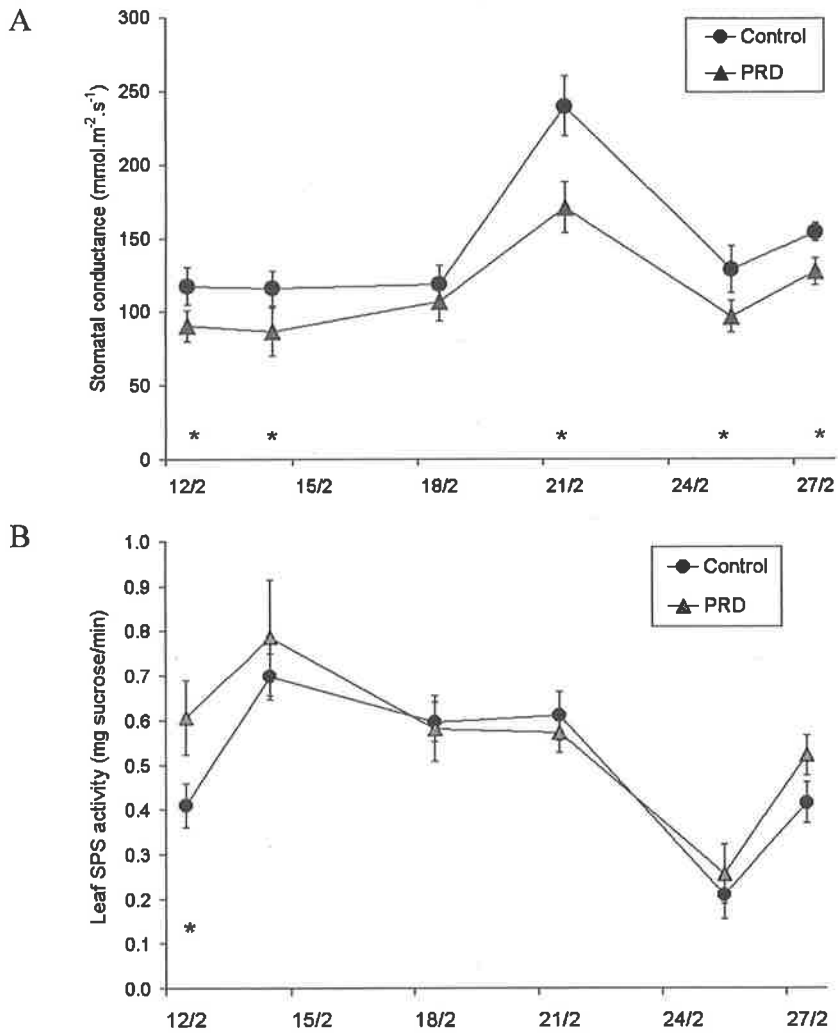 A
Stomatal conductance (mmol.m-2.s-1)
300
250
200
150
100
50
0
Control
PRD
* * * * *
12/2 15/2 18/2 21/2 24/2 27/2
B
Leaf SPS activity (mg sucrose/min)
1.0
0.9
0.8
0.7
0.6
0.5
0.4
0.3
0.2
0.1
0.0
Control
PRD
*
12/2 15/2 18/2 21/2 24/2 27/2